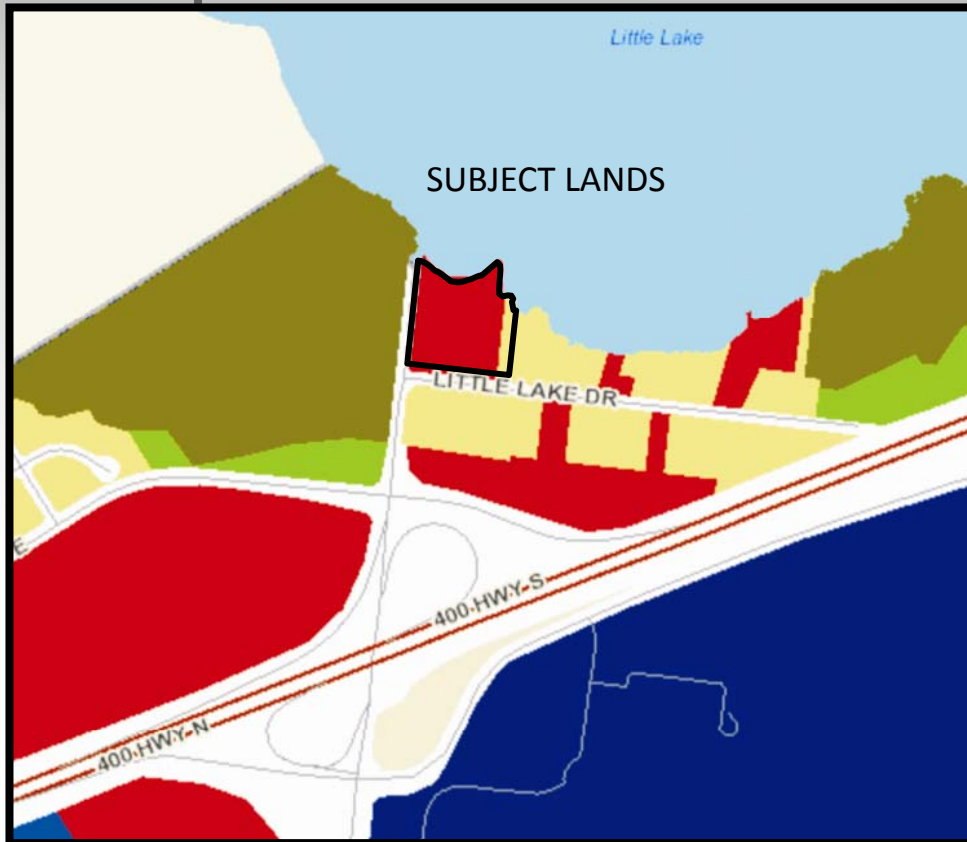 Little Lake
SUBJECT LANDS
LITTLE LAKE DR
E
400 HWY S
400 HWY N